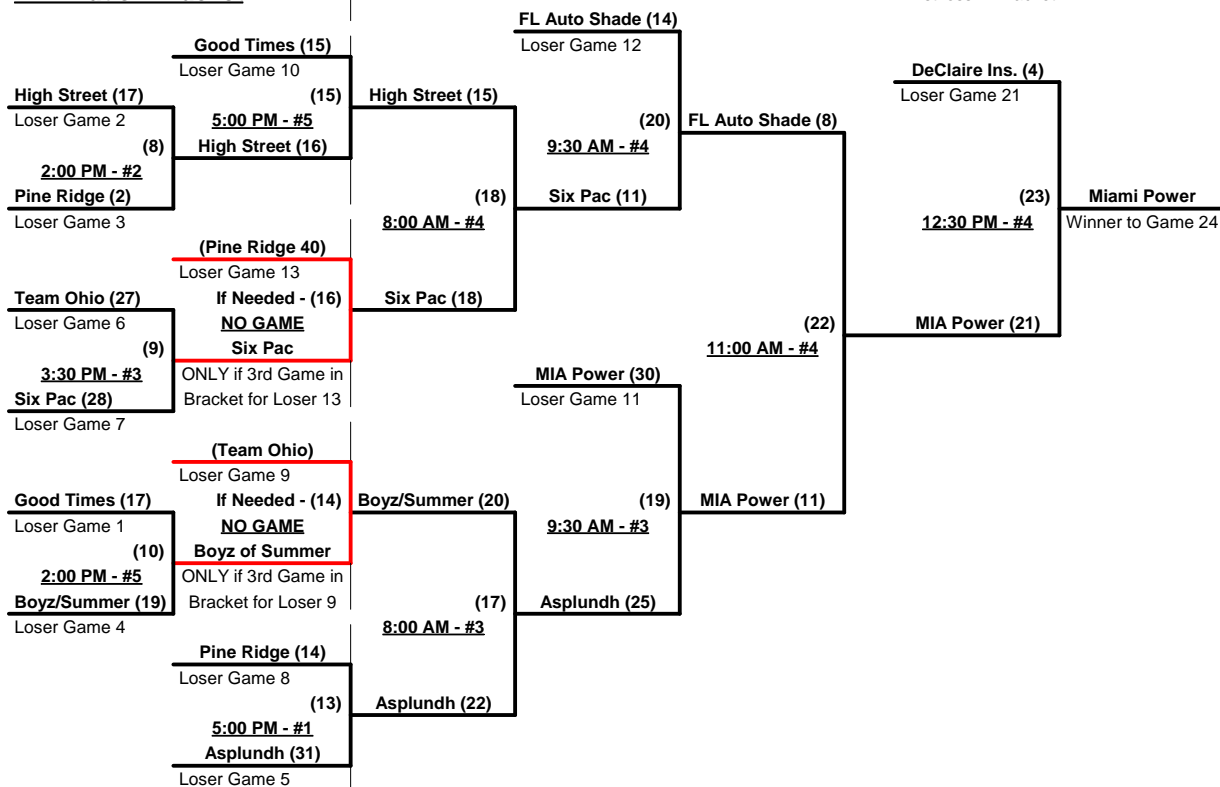 FL Auto Shade (14)
Loser Game 12
Good Times (15)
Loser Game 10
(15)
5:00 PM - #5
High Street (16)
High Street (17)
Loser Game 2
(8)
2:00 PM - #2
Pine Ridge (2)
Loser Game 3
High Street (15)
(18)
8:00 AM - #4
(20)
9:30 AM - #4
Six Pac (11)
FL Auto Shade (8)
DeClaire Ins. (4)
Loser Game 21
(23)
12:30 PM - #4
Miami Power
Winner to Game 24
(Pine Ridge 40)
Loser Game 13
If Needed - (16)
NO GAME
Six Pac
ONLY if 3rd Game in
Bracket for Loser 13
Six Pac (18)
Team Ohio (27)
Loser Game 6
(9)
3:30 PM - #3
Six Pac (28)
Loser Game 7
(22)
11:00 AM - #4
MIA Power (21)
MIA Power (30)
Loser Game 11
(19)
9:30 AM - #3
MIA Power (11)
(Team Ohio)
Loser Game 9
If Needed - (14)
NO GAME
Boyz of Summer
ONLY if 3rd Game in
Bracket for Loser 9
Boyz/Summer (20)
Good Times (17)
Loser Game 1
(10)
2:00 PM - #5
Boyz/Summer (19)
Loser Game 4
(17)
8:00 AM - #3
Asplundh (25)
Pine Ridge (14)
Loser Game 8
(13)
5:00 PM - #1
Asplundh (31)
Loser Game 5
Asplundh (22)